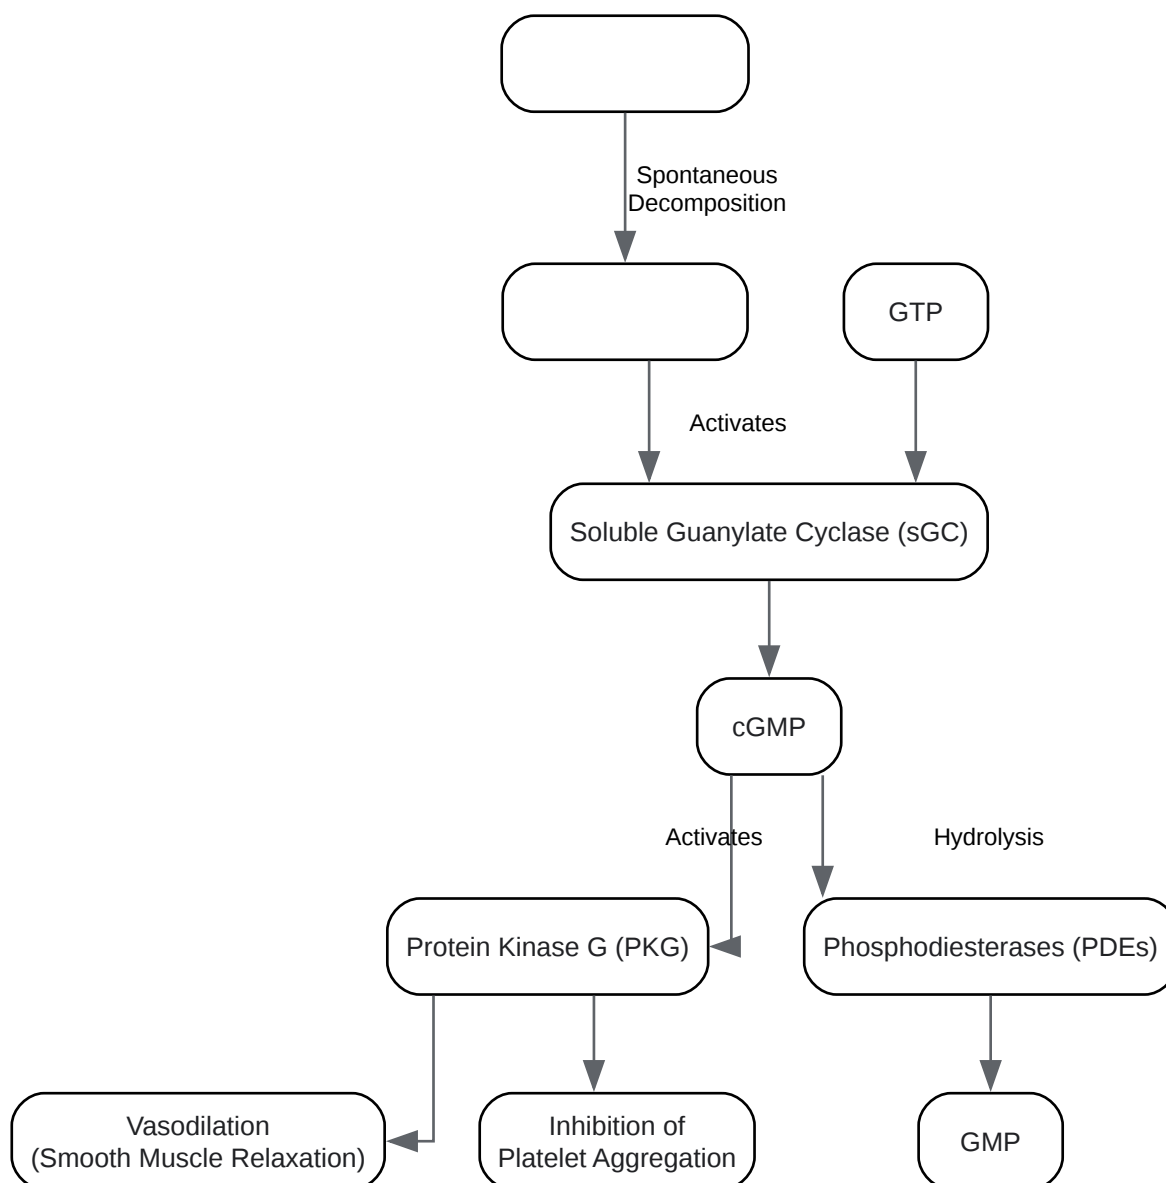 Spontaneous
Decomposition
GTP
Activates
Soluble Guanylate Cyclase (sGC)
cGMP
Activates
Hydrolysis
Protein Kinase G (PKG)
Phosphodiesterases (PDEs)
Vasodilation
(Smooth Muscle Relaxation)
Inhibition of
Platelet Aggregation
GMP